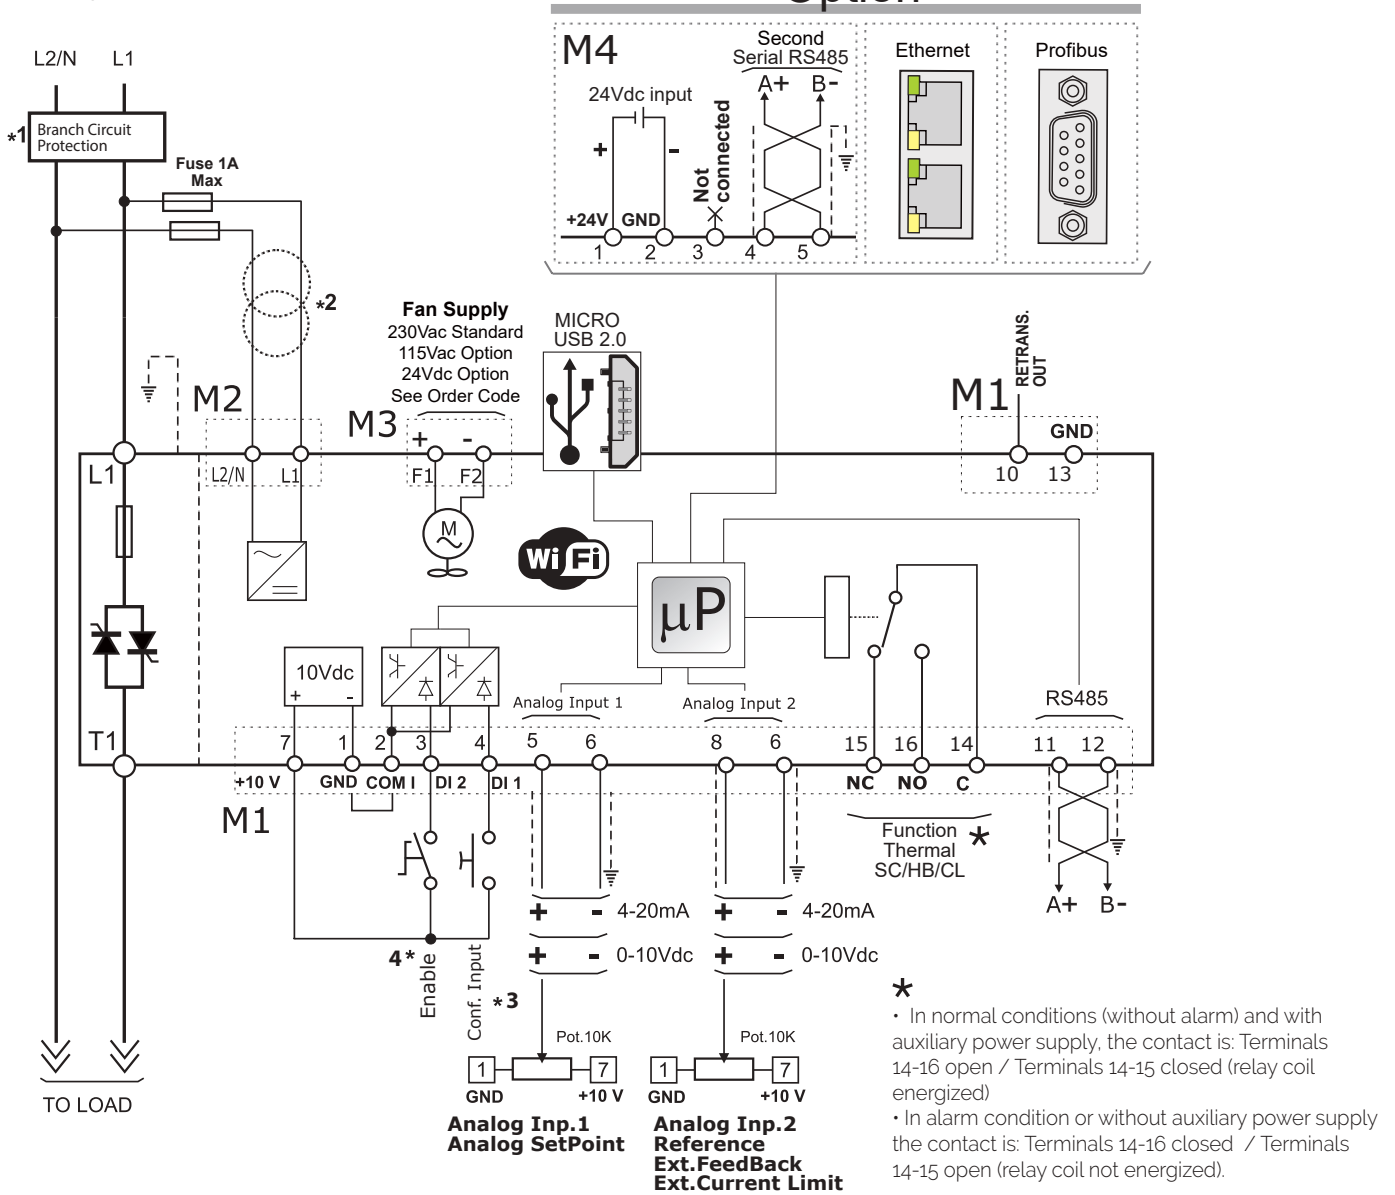 Option
L2/N L1
*1 Branch Circuit
Protection
Fuse 1A
Max
*2
M4
24Vdc input
+ -
+24V GND
Not
connected
Second
Serial RS485
A+ B-
1 2 3 4 5
Ethernet
Profibus
Fan Supply
230Vac Standard
115Vac Option
24Vdc Option
See Order Code
MICRO
USB 2.0
RETRANS.
OUT
M2
M3
+ -
M1
GND
L1
L2/N L1
F1 F2
10 13
M
WiFi
µP
10Vdc
+ -
Analog Input 1
Analog Input 2
RS485
T1
7 1 2 3 4 5 6 8 6 15 16 14 11 12
+10 V GND COM I DI 2 DI 1 NC NO C
M1
Function
Thermal
SC/HB/CL
*
A+ B-
+ - 4-20mA + - 4-20mA
+ - 0-10Vdc + - 0-10Vdc
4*
Enable
Conf. Input
*3
Pot.10K Pot.10K
1 7 1 7
GND +10 V GND +10 V
TO LOAD
Analog Inp.1
Analog SetPoint
Analog Inp.2
Reference
Ext.FeedBack
Ext.Current Limit
*
• In normal conditions (without alarm) and with
auxiliary power supply, the contact is: Terminals
14-16 open / Terminals 14-15 closed (relay coil
energized)
• In alarm condition or without auxiliary power supply
the contact is: Terminals 14-16 closed / Terminals
14-15 open (relay coil not energized).